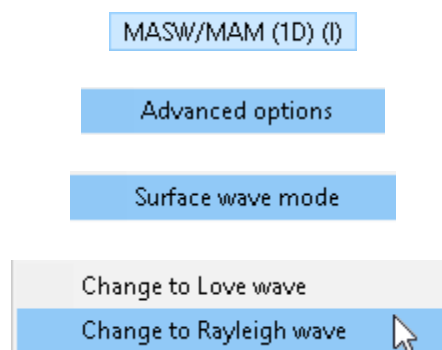 MASW/MAM (1D) (I)
Advanced options
Surface wave mode
Change to Love wave
Change to Rayleigh wave